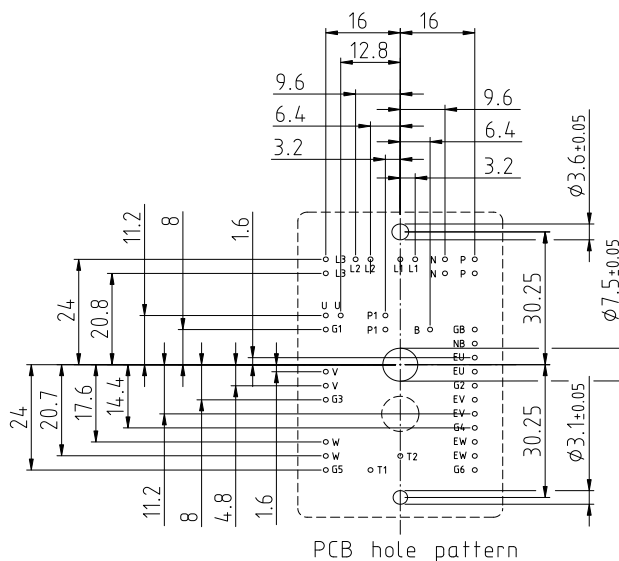 16 16
12.8
9.6 9.6
6.4 6.4
3.2 3.2
Ø3.6±0.05
Ø7.5±0.05
11.2 8 1.6
L3 L2 L2 L1 L1 N P
L3 N P
24 20.8 30.25
U U P1
G1 P1 B GB
NB
EU
V EU
V G2
G3 EV
EV
G4
24 20.7 17.6 14.4 30.25 Ø3.1±0.05
W EW
W T2 EW
G5 T1 G6
11.2 8 4.8 1.6
PCB hole pattern